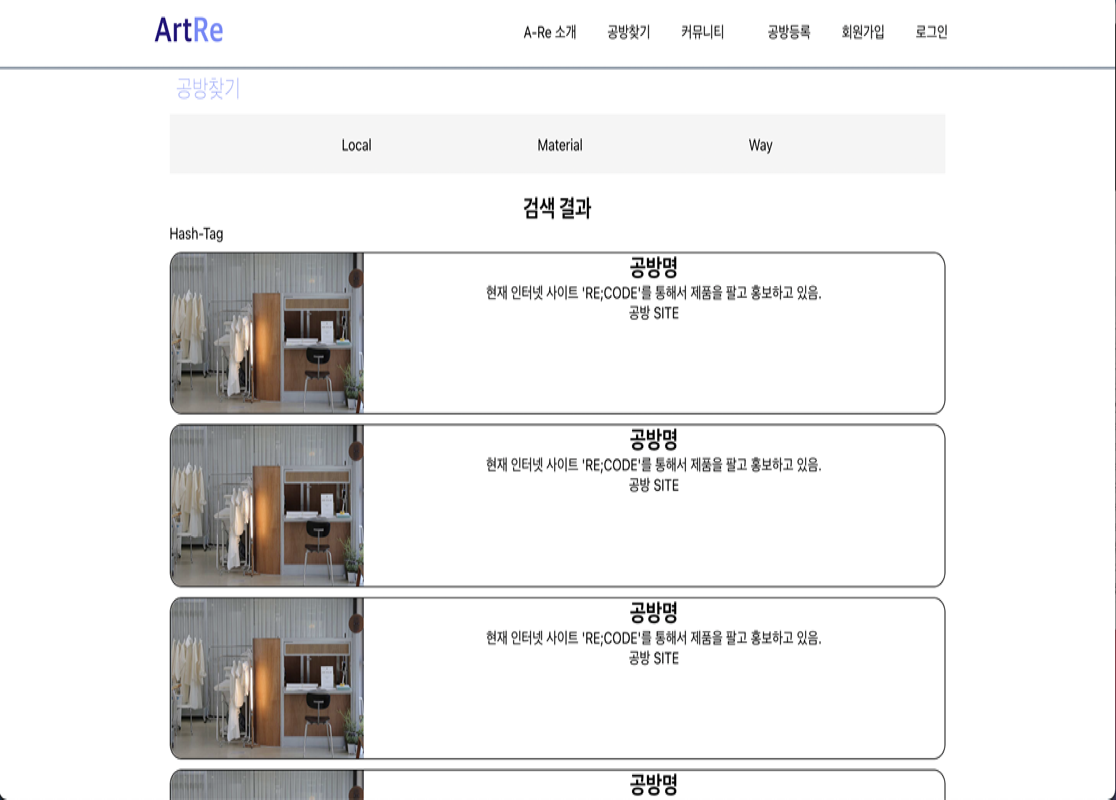 ArtRe
A-Re 소개 공방찾기 커뮤니티 공방등록 회원가입 로그인
공방찾기
Local Material Way
검색 결과
Hash-Tag
공방명
현재 인터넷 사이트 'RE;CODE'를 통해서 제품을 팔고 홍보하고 있음.
공방 SITE
공방명
현재 인터넷 사이트 'RE;CODE'를 통해서 제품을 팔고 홍보하고 있음.
공방 SITE
공방명
현재 인터넷 사이트 'RE;CODE'를 통해서 제품을 팔고 홍보하고 있음.
공방 SITE
공방명